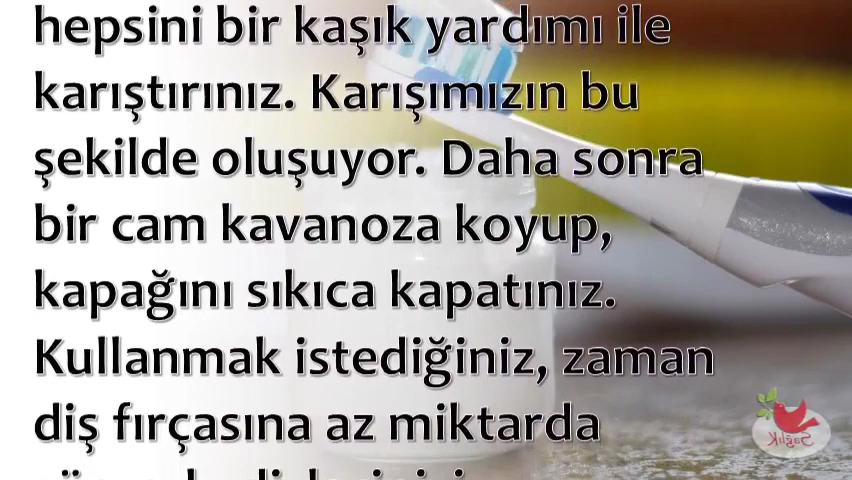 hepsini bir kaşık yardımı ile
karıştırınız. Karışımızın bu
şekilde oluşuyor. Daha sonra
bir cam kavanoza koyup,
kapağını sıkıca kapatınız.
Kullanmak istediğiniz, zaman
diş fırçasına az miktarda
SağlıK